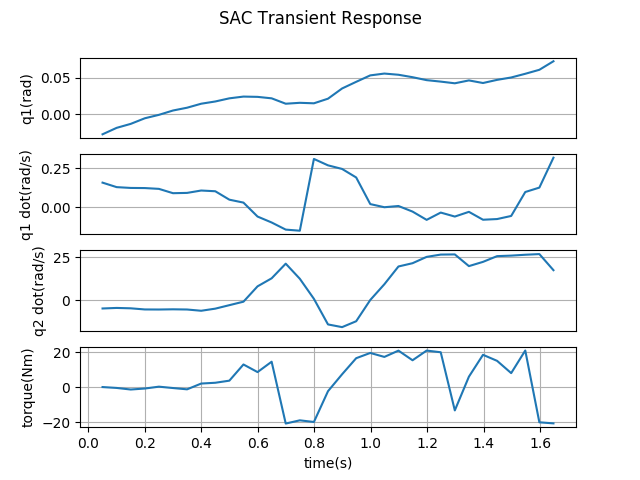 SAC Transient Response
q1(rad)
0.05
0.00
q1 dot(rad/s)
0.25
0.00
q2 dot(rad/s)
25
0
torque(Nm)
20
0
−20
0.0 0.2 0.4 0.6 0.8 1.0 1.2 1.4 1.6
time(s)